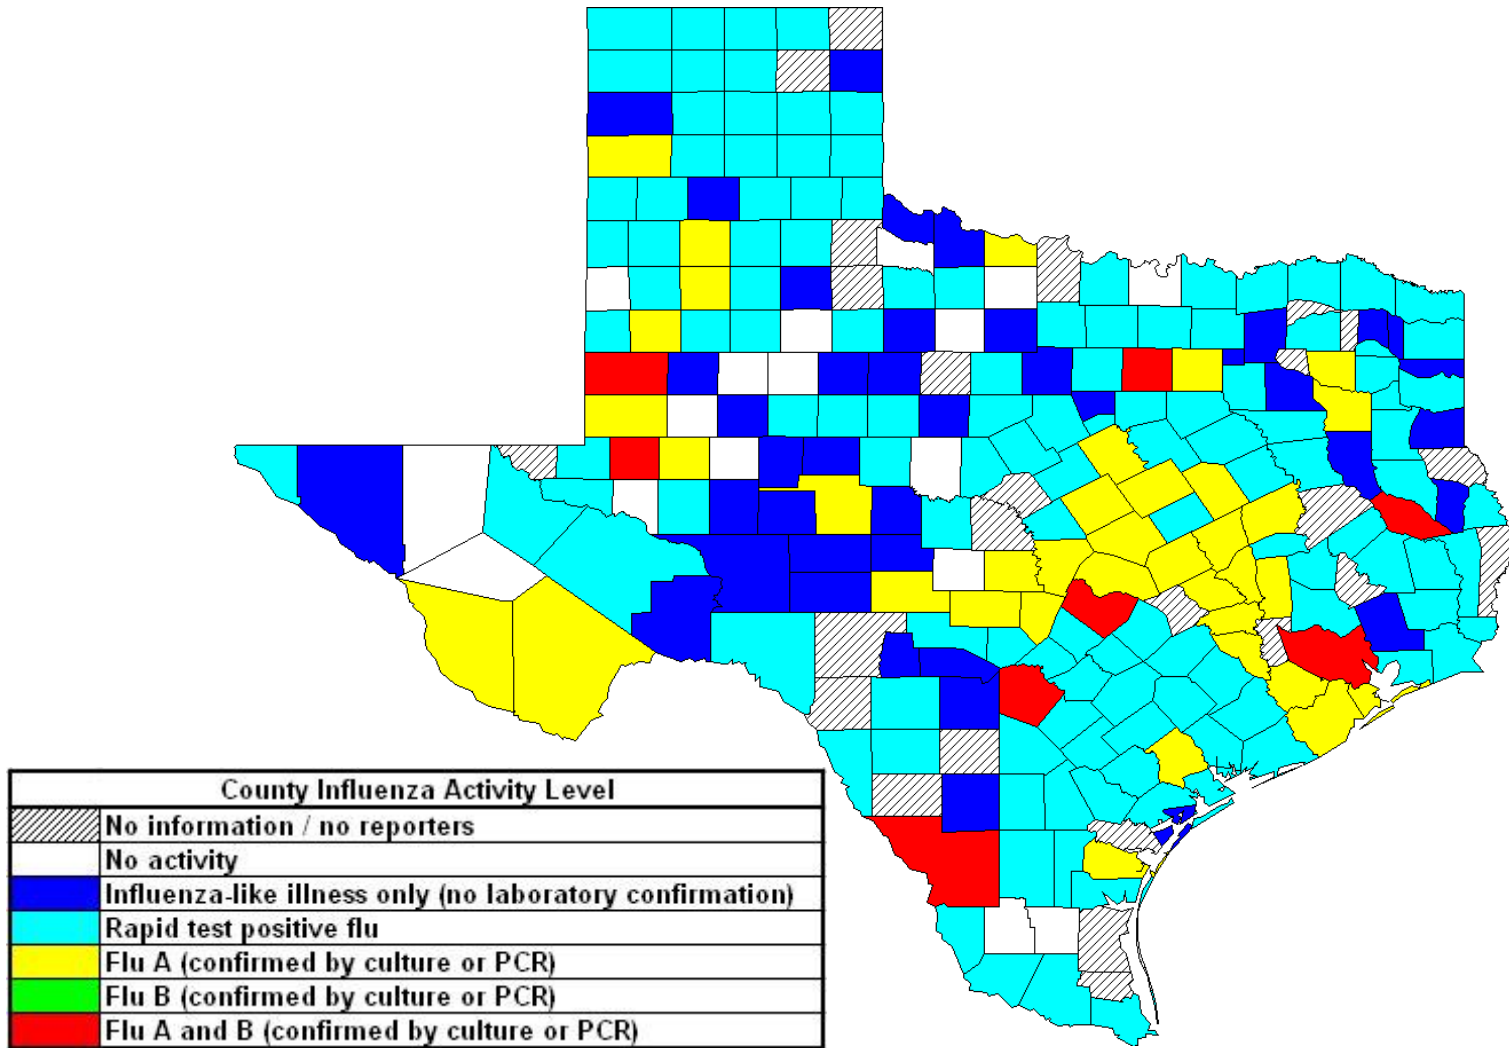 County Influenza Activity Level
No information / no reporters
No activity
Influenza-like illness only (no laboratory confirmation)
Rapid test positive flu
Flu A (confirmed by culture or PCR)
Flu B (confirmed by culture or PCR)
Flu A and B (confirmed by culture or PCR)